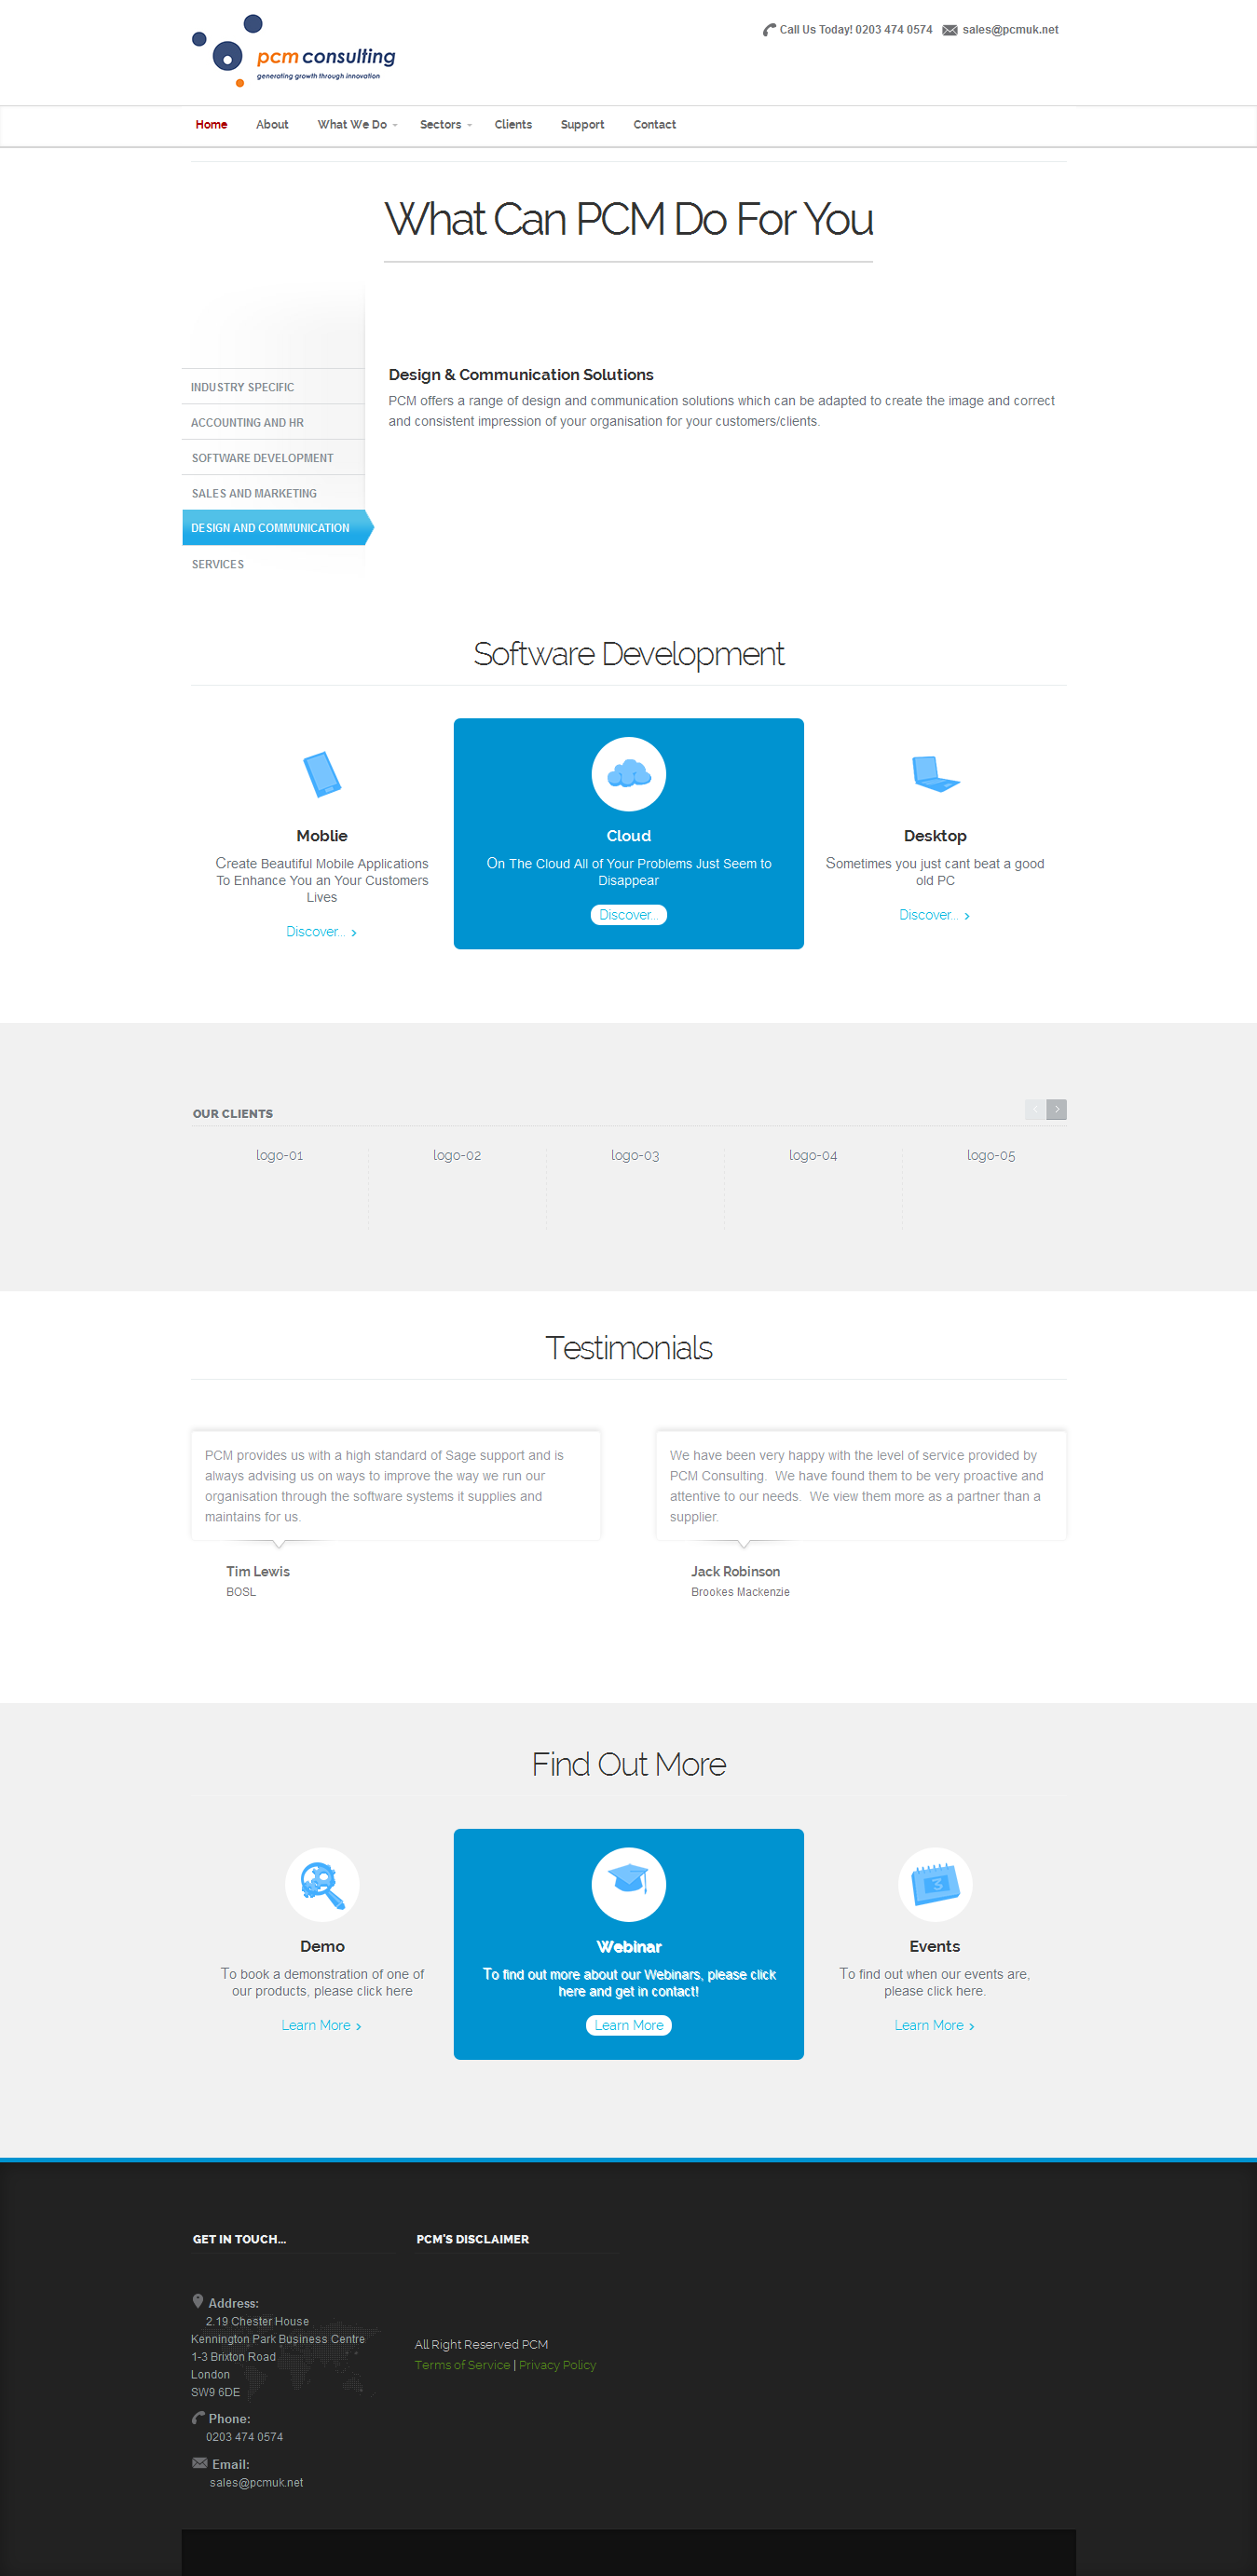 pcm consulting
generating growth through innovation
Call Us Today! 0203 474 0574 sales@pcmuk.net
Home About What We Do Sectors Clients Support Contact
What Can PCM Do For You
INDUSTRY SPECIFIC
ACCOUNTING AND HR
SOFTWARE DEVELOPMENT
SALES AND MARKETING
DESIGN AND COMMUNICATION
SERVICES
Design & Communication Solutions
PCM offers a range of design and communication solutions which can be adapted to create the image and correct
and consistent impression of your organisation for your customers/clients.
Software Development
Moblie
Create Beautiful Mobile Applications
To Enhance You an Your Customers
Lives
Discover...
Cloud
On The Cloud All of Your Problems Just Seem to
Disappear
Discover...
Desktop
Sometimes you just cant beat a good
old PC
Discover...
OUR CLIENTS
logo-01 logo-02 logo-03 logo-04 logo-05
Testimonials
PCM provides us with a high standard of Sage support and is
always advising us on ways to improve the way we run our
organisation through the software systems it supplies and
maintains for us.
Tim Lewis
BOSL
We have been very happy with the level of service provided by
PCM Consulting. We have found them to be very proactive and
attentive to our needs. We view them more as a partner than a
supplier.
Jack Robinson
Brookes Mackenzie
Find Out More
Demo
To book a demonstration of one of
our products, please click here
Learn More
Webinar
To find out more about our Webinars, please click
here and get in contact!
Learn More
3
Events
To find out when our events are,
please click here.
Learn More
GET IN TOUCH...
Address:
2.19 Chester House
Kennington Park Business Centre
1-3 Brixton Road
London
SW9 6DE
Phone:
0203 474 0574
Email:
sales@pcmuk.net
PCM'S DISCLAIMER
All Right Reserved PCM
Terms of Service | Privacy Policy